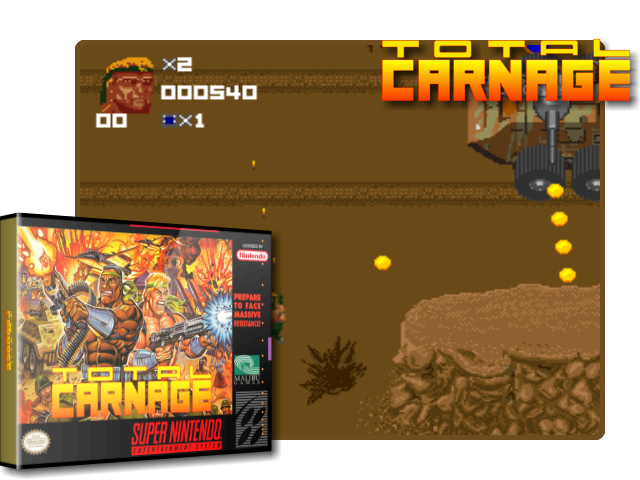 TOTAL
CARNAGE
×2
000540
00
×1
LICENSED BY
Nintendo
PREPARE
TO FACE
MASSIVE
RESISTANCE!
MALIBU
GAMES
TOTAL
CARNAGE
SUPER NINTENDO
ENTERTAINMENT SYSTEM